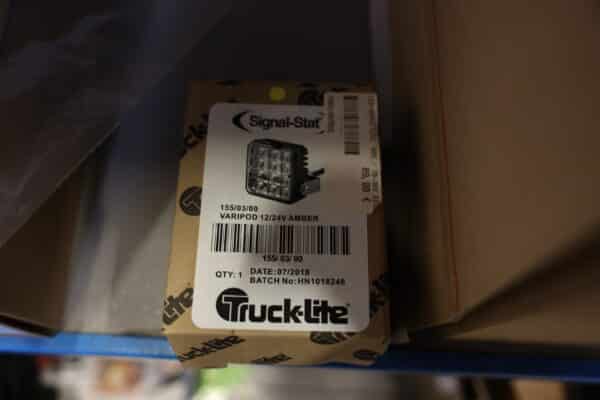 Signal-Stat
155/03/00
VARIPOD 12/24V AMBER
155/ 03/ 00
QTY: 1 DATE:07/2018
BATCH No:HN1018246
Truck-Lite